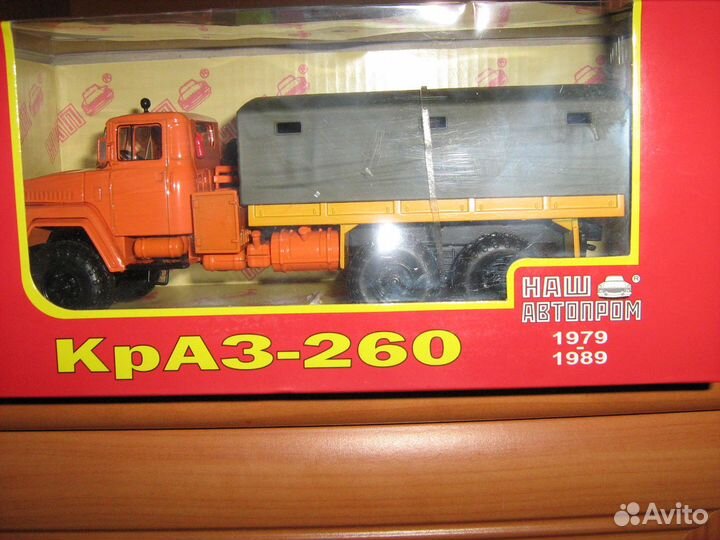 НАШ ®
АВТОПРОМ
КрАЗ-260
1979
-
1989
Avito